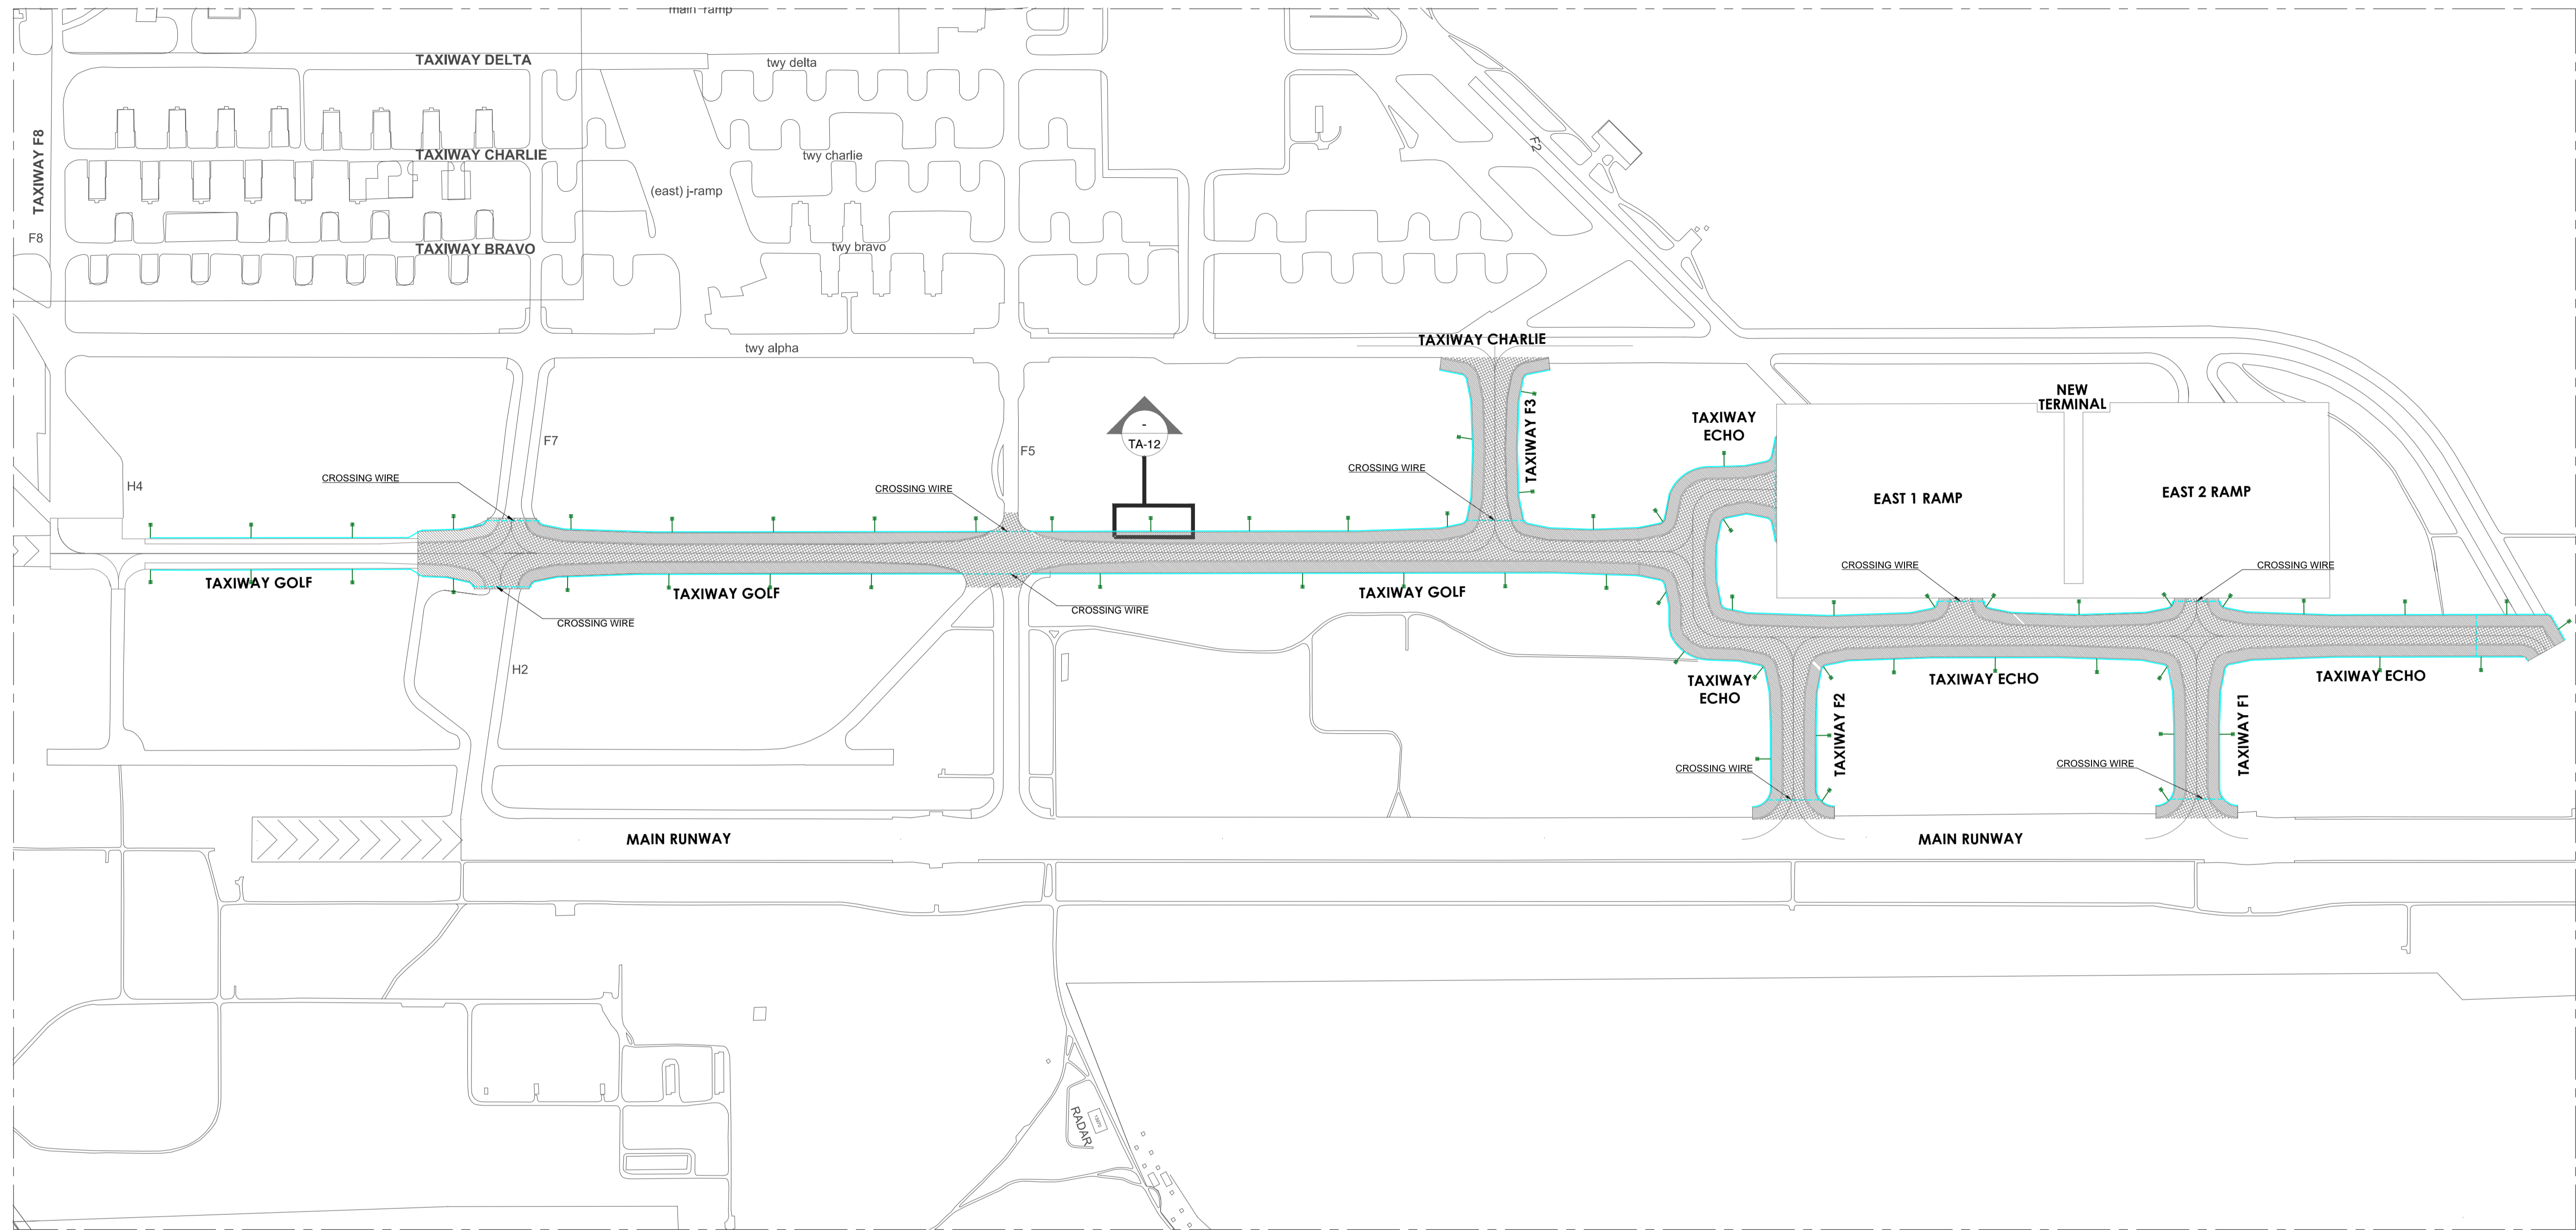 main ramp
TAXIWAY DELTA
twy delta
TAXIWAY F8
F2
TAXIWAY CHARLIE
twy charlie
(east) j-ramp
F8
TAXIWAY BRAVO
twy bravo
twy alpha
TAXIWAY CHARLIE
NEW
TERMINAL
TAXIWAY
ECHO
-
TA-12
F7
F5
TAXIWAY F3
CROSSING WIRE
CROSSING WIRE
CROSSING WIRE
H4
EAST 1 RAMP
EAST 2 RAMP
CROSSING WIRE
CROSSING WIRE
TAXIWAY GOLF
TAXIWAY GOLF
TAXIWAY GOLF
CROSSING WIRE
CROSSING WIRE
H2
TAXIWAY
ECHO
TAXIWAY ECHO
TAXIWAY ECHO
TAXIWAY F2
TAXIWAY F1
CROSSING WIRE
CROSSING WIRE
MAIN RUNWAY
MAIN RUNWAY
RADAR